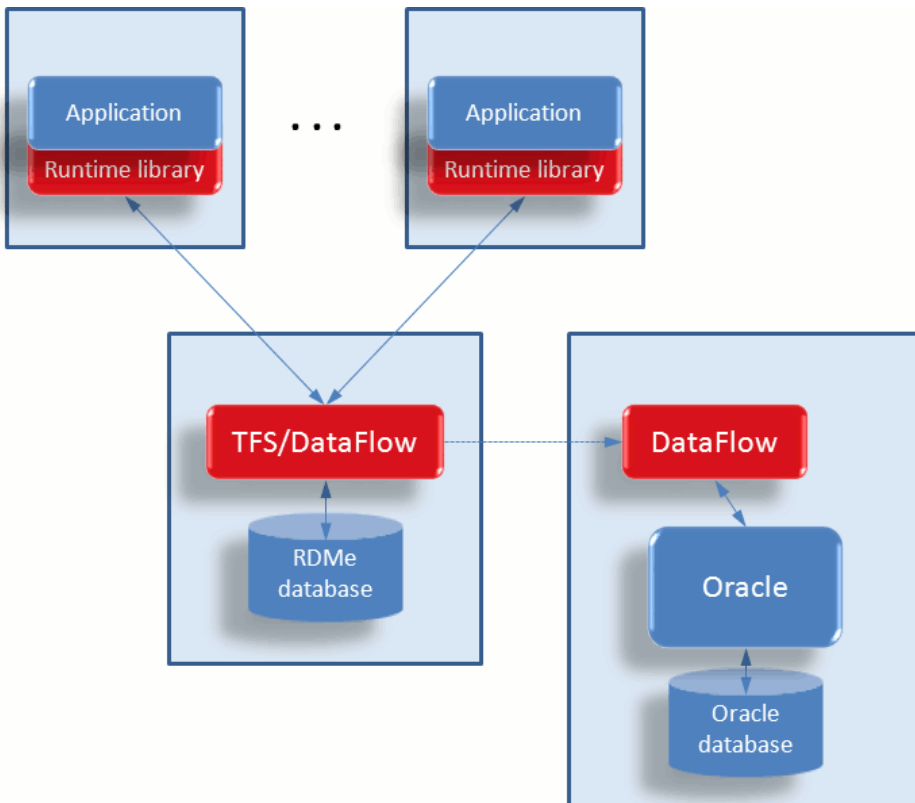 Application
Runtime library
...
Application
Runtime library
TFS/DataFlow
DataFlow
RDMe
database
Oracle
Oracle
database